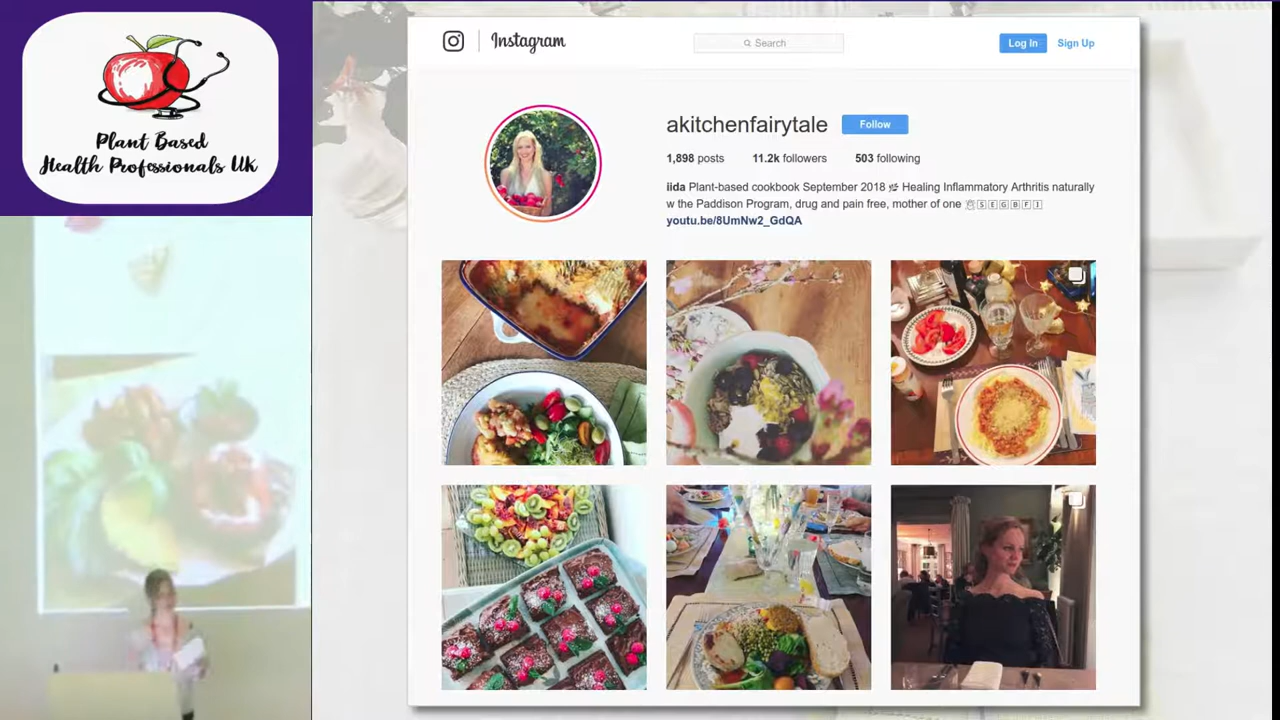 Plant Based
Health Professionals UK
Instagram
Search
Log In
Sign Up
akitchenfairytale
Follow
1,898 posts
11.2k followers
503 following
iida Plant-based cookbook September 2018 🌿 Healing Inflammatory Arthritis naturally
w the Paddison Program, drug and pain free, mother of one
youtu.be/8UmNw2_GdQA